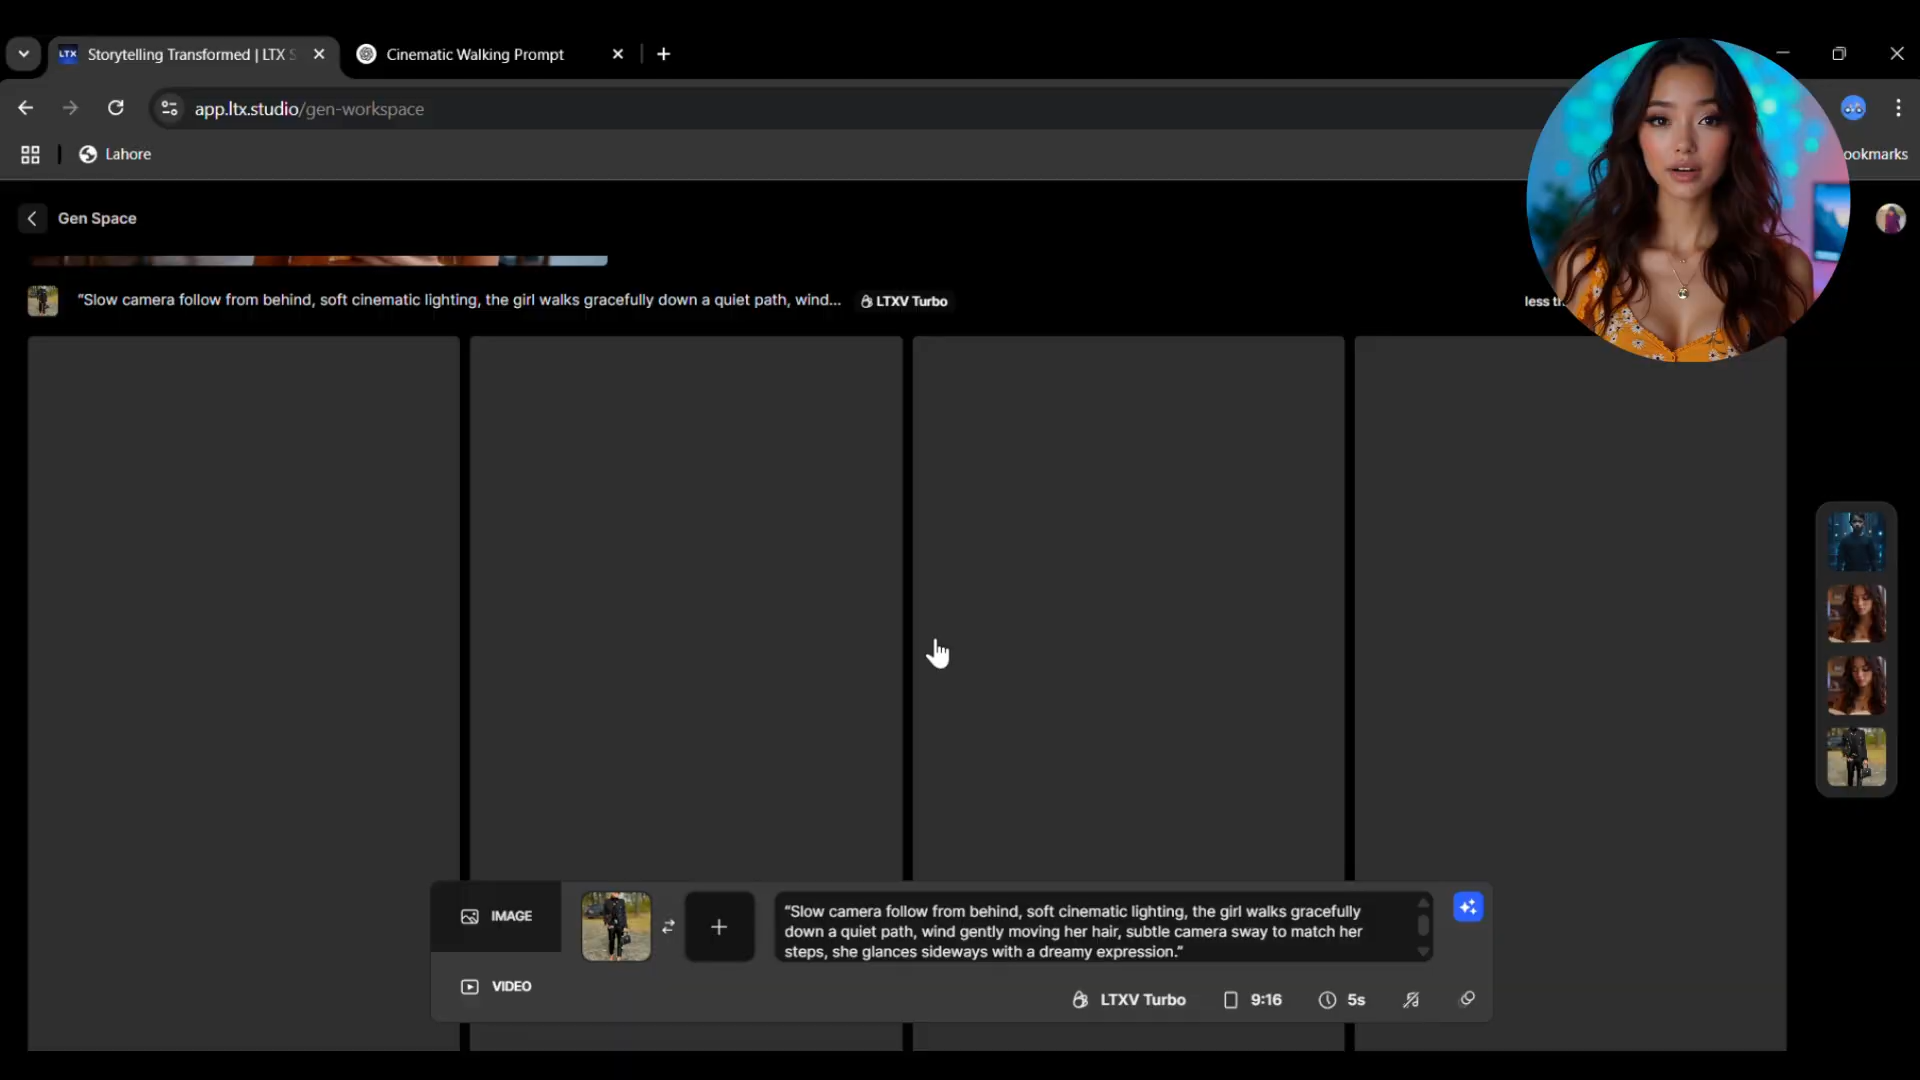 Storytelling Transformed | LTX S
Cinematic Walking Prompt
app.ltx.studio/gen-workspace
Lahore
ookmarks
Gen Space
“Slow camera follow from behind, soft cinematic lighting, the girl walks gracefully down a quiet path, wind...
LTXV Turbo
less th
IMAGE
“Slow camera follow from behind, soft cinematic lighting, the girl walks gracefully
down a quiet path, wind gently moving her hair, subtle camera sway to match her
steps, she glances sideways with a dreamy expression.”
VIDEO
LTXV Turbo
9:16
5s